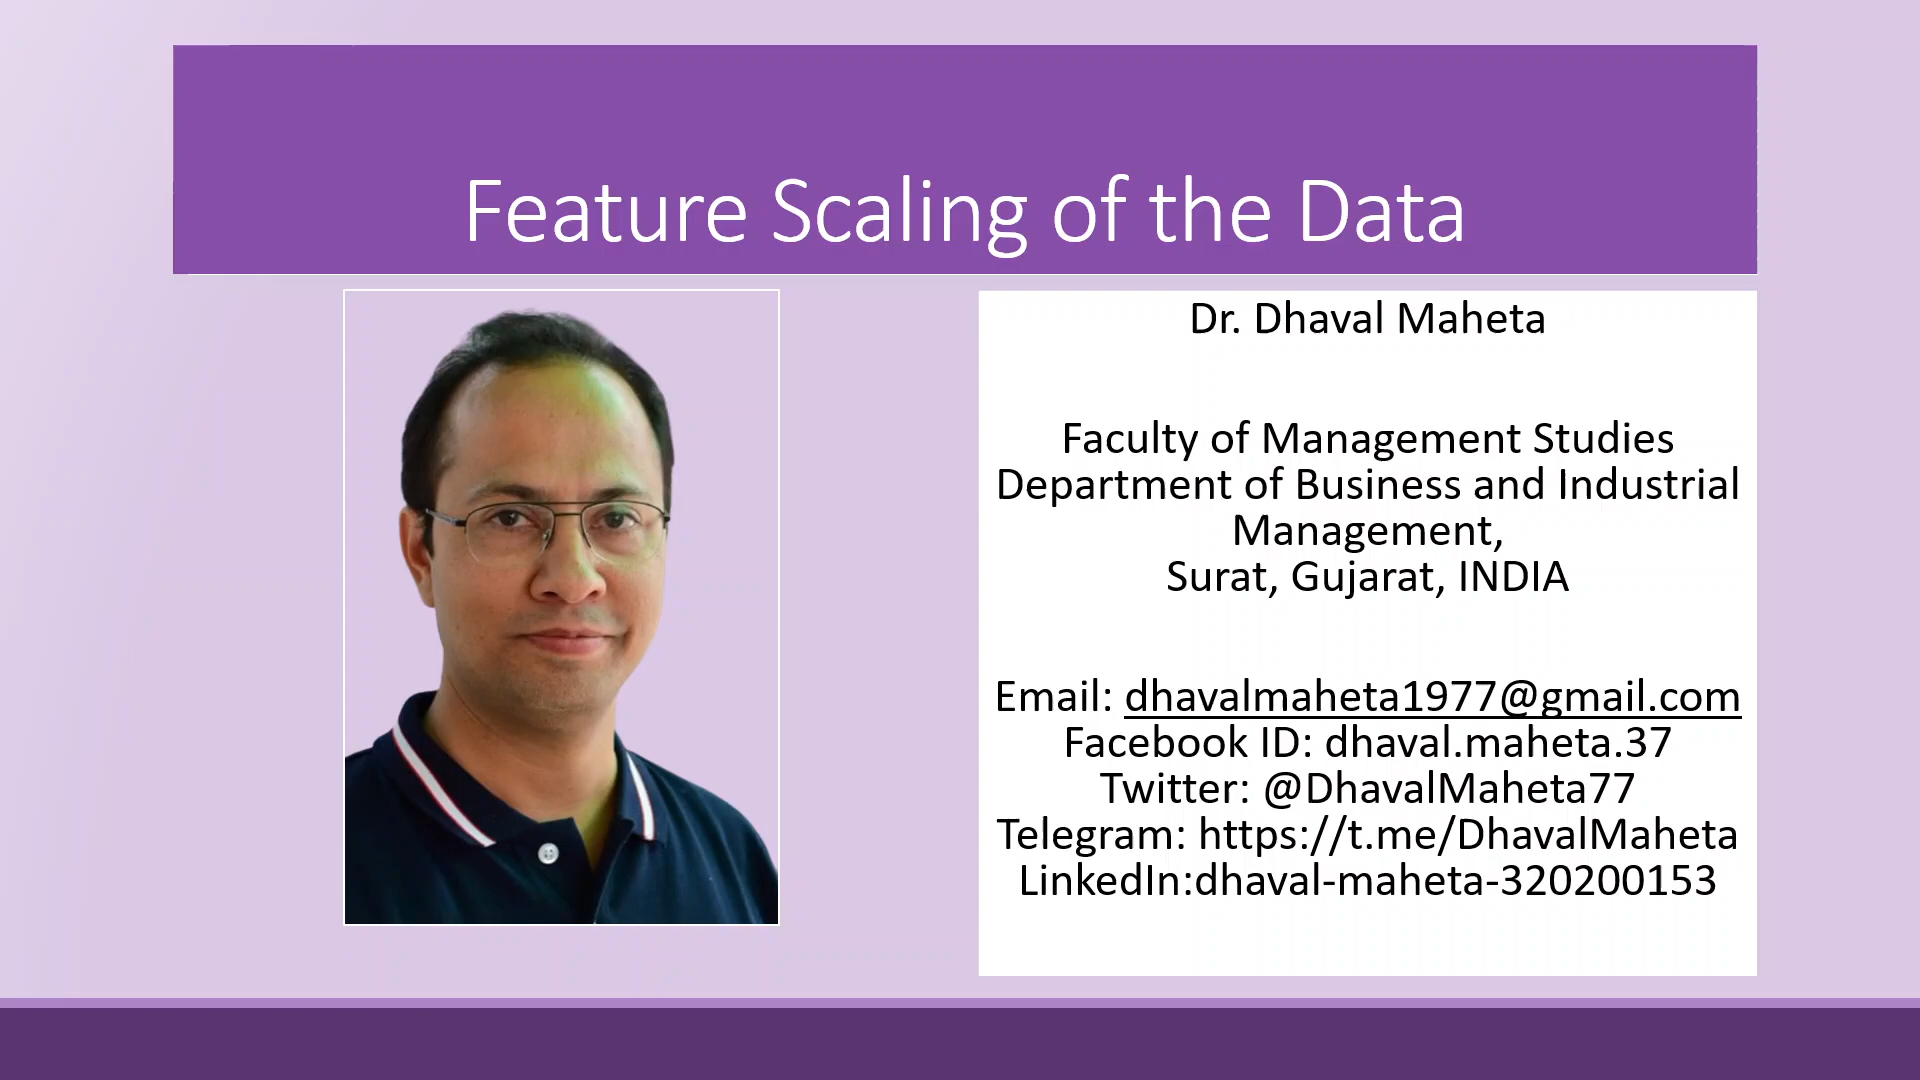 Feature Scaling of the Data
Dr. Dhaval Maheta
Faculty of Management Studies
Department of Business and Industrial
Management,
Surat, Gujarat, INDIA
Email: dhavalmaheta1977@gmail.com
Facebook ID: dhaval.maheta.37
Twitter: @DhavalMaheta77
Telegram: https://t.me/DhavalMaheta
LinkedIn:dhaval-maheta-320200153